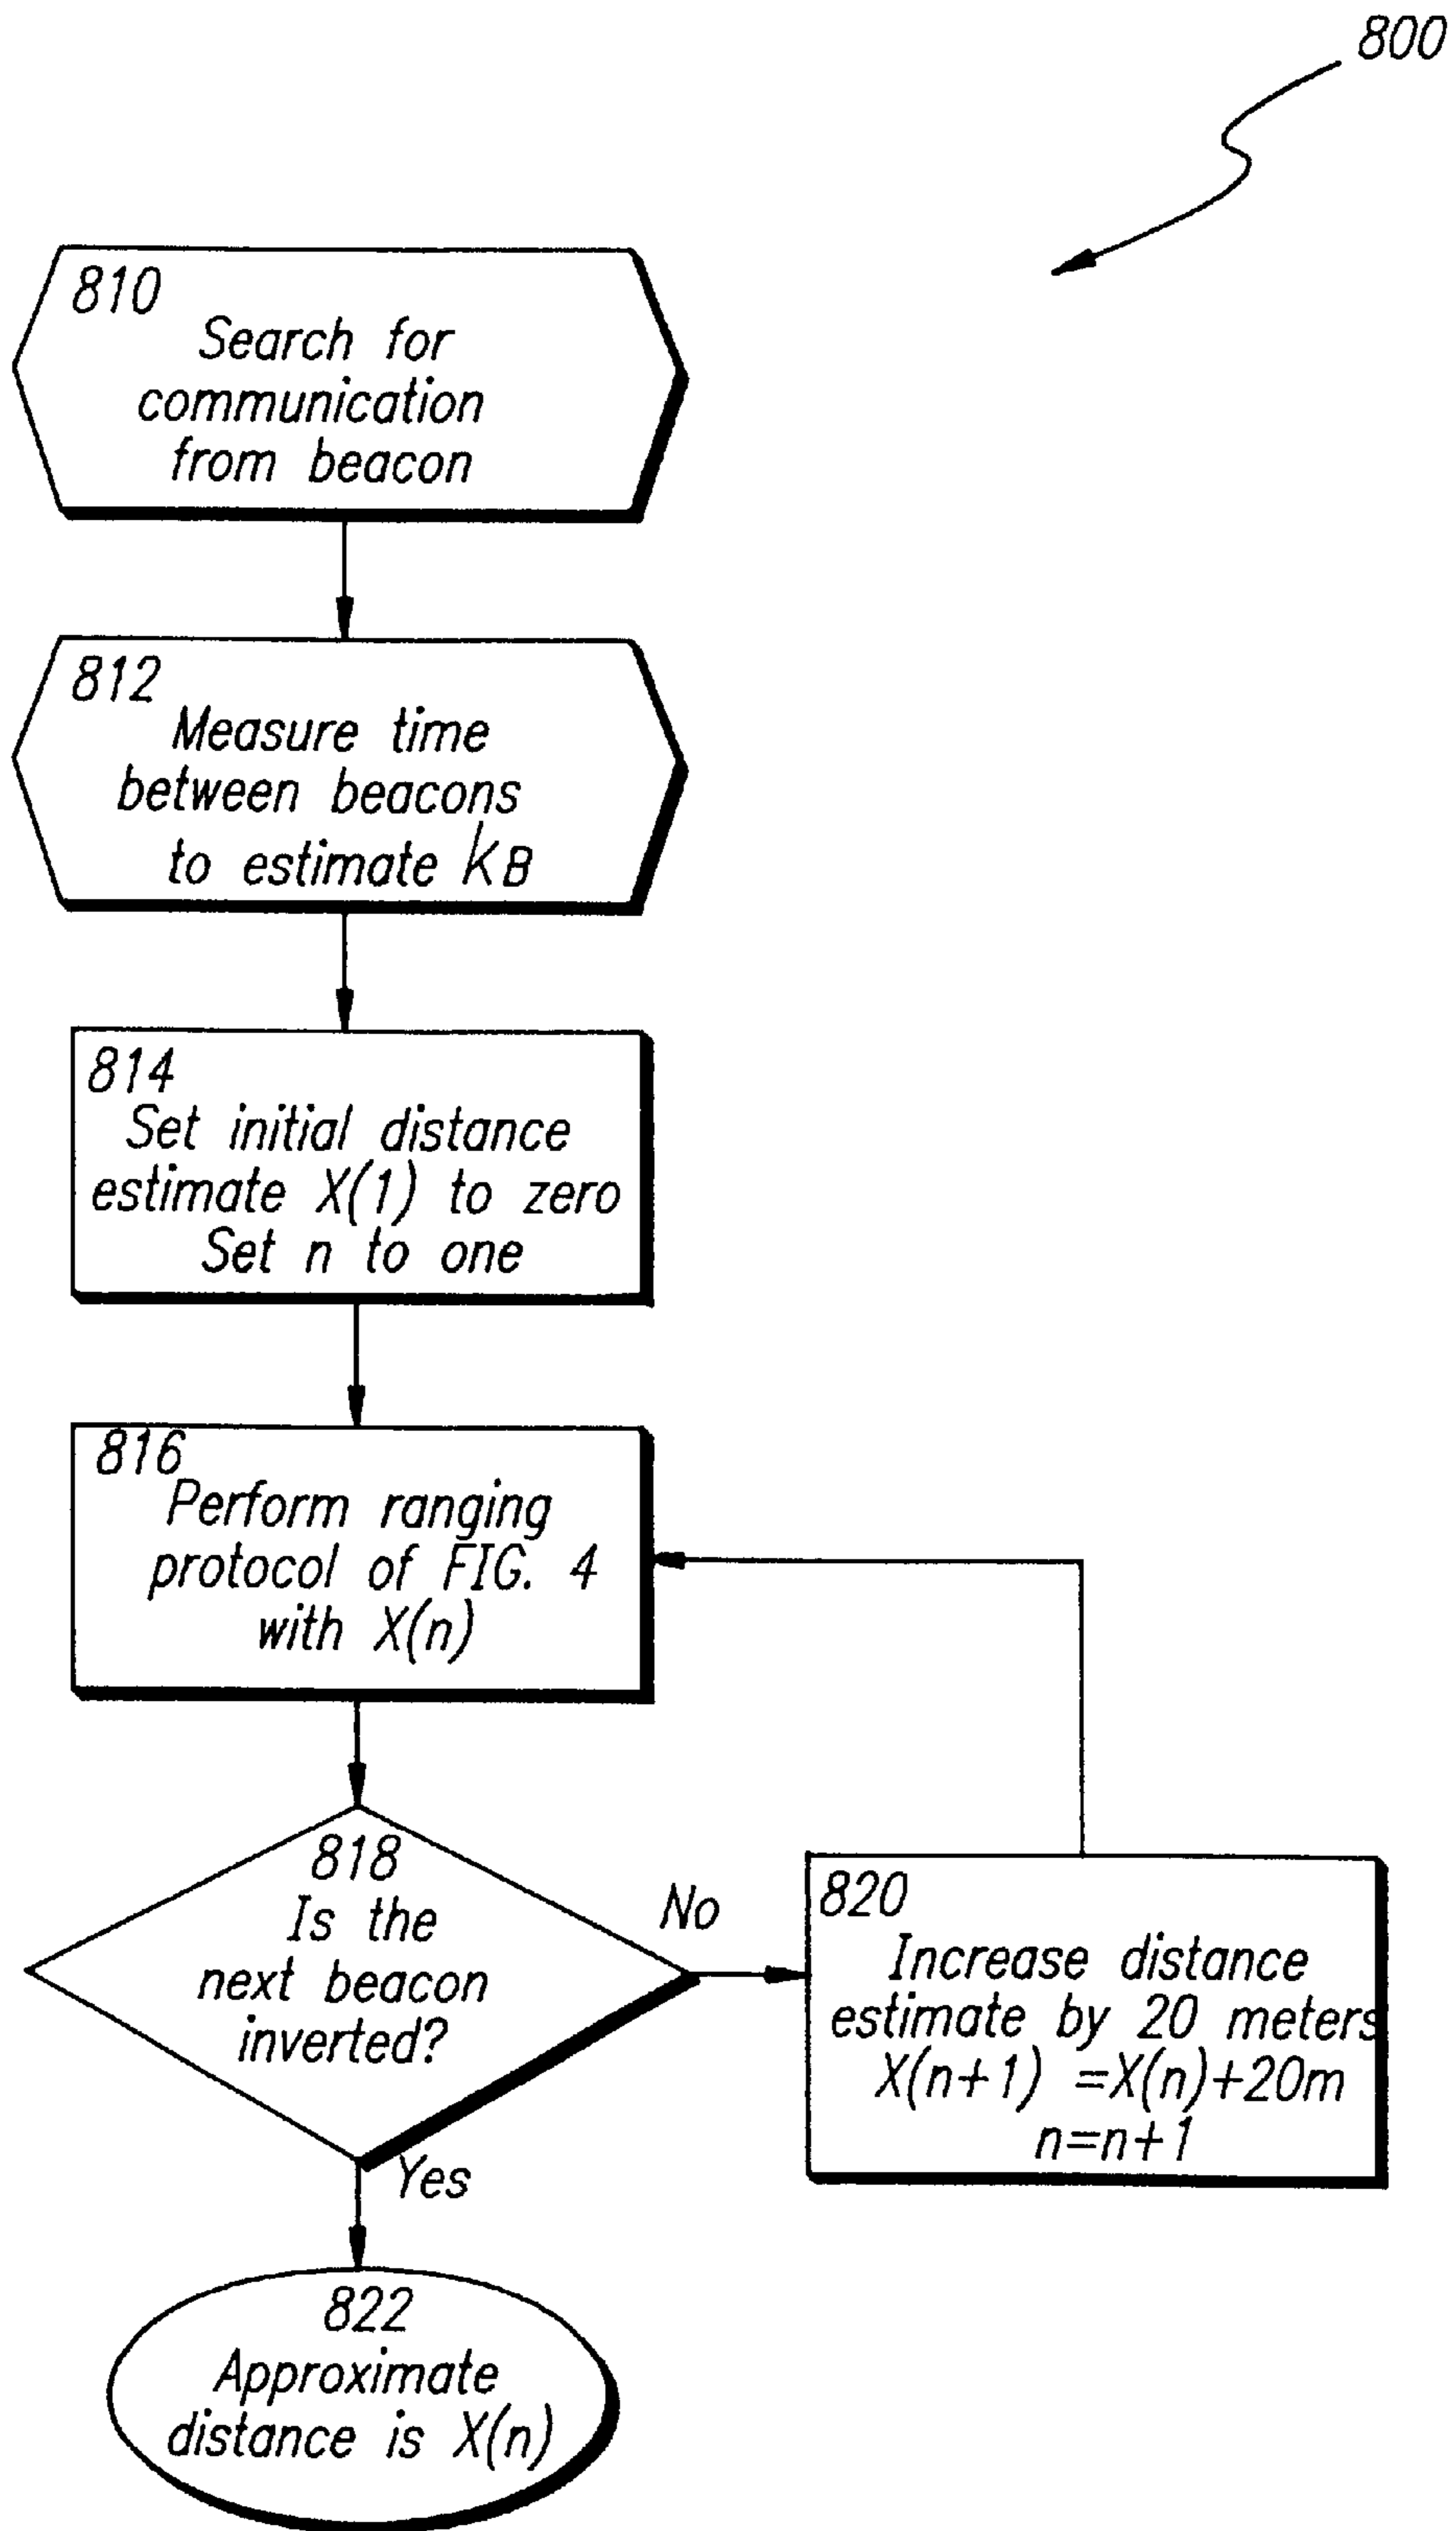 800
810
Search for
communication
from beacon
812
Measure time
between beacons
to estimate KB
814
Set initial distance
estimate X(1) to zero
Set n to one
816
Perform ranging
protocol of FIG. 4
with X(n)
818
Is the
next beacon
inverted?
No
820
Increase distance
estimate by 20 meters
X(n+1) =X(n)+20m
n=n+1
Yes
822
Approximate
distance is X(n)